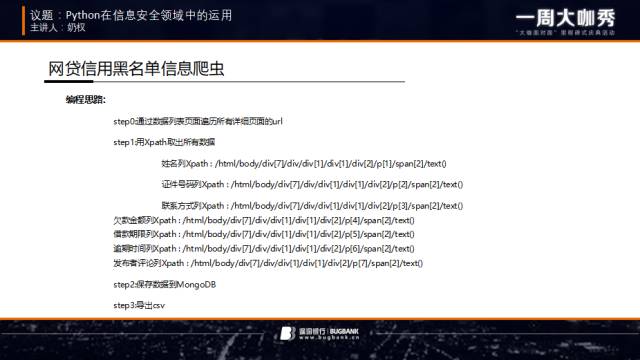 议题：Python在信息安全领域中的运用
主讲人：奶权
一周大咖秀
"大咖面对面"里程碑式庆典活动
网贷信用黑名单信息爬虫
编程思路:
step0:通过数据列表页面遍历所有详细页面的url
step1:用Xpath取出所有数据
姓名列Xpath : /html/body/div[7]/div/div[1]/div[1]/div[2]/p[1]/span[2]/text()
证件号码列Xpath : /html/body/div[7]/div/div[1]/div[1]/div[2]/p[2]/span[2]/text()
联系方式列Xpath : /html/body/div[7]/div/div[1]/div[1]/div[2]/p[3]/span[2]/text()
欠款金额列Xpath : /html/body/div[7]/div/div[1]/div[1]/div[2]/p[4]/span[2]/text()
借款期限列Xpath : /html/body/div[7]/div/div[1]/div[1]/div[2]/p[5]/span[2]/text()
逾期时间列Xpath : /html/body/div[7]/div/div[1]/div[1]/div[2]/p[6]/span[2]/text()
发布者评论列Xpath : /html/body/div[7]/div/div[1]/div[1]/div[2]/p[7]/span[2]/text()
step2:保存数据到MongoDB
step3:导出csv
漏洞银行 | BUGBANK
www.bugbank.cn